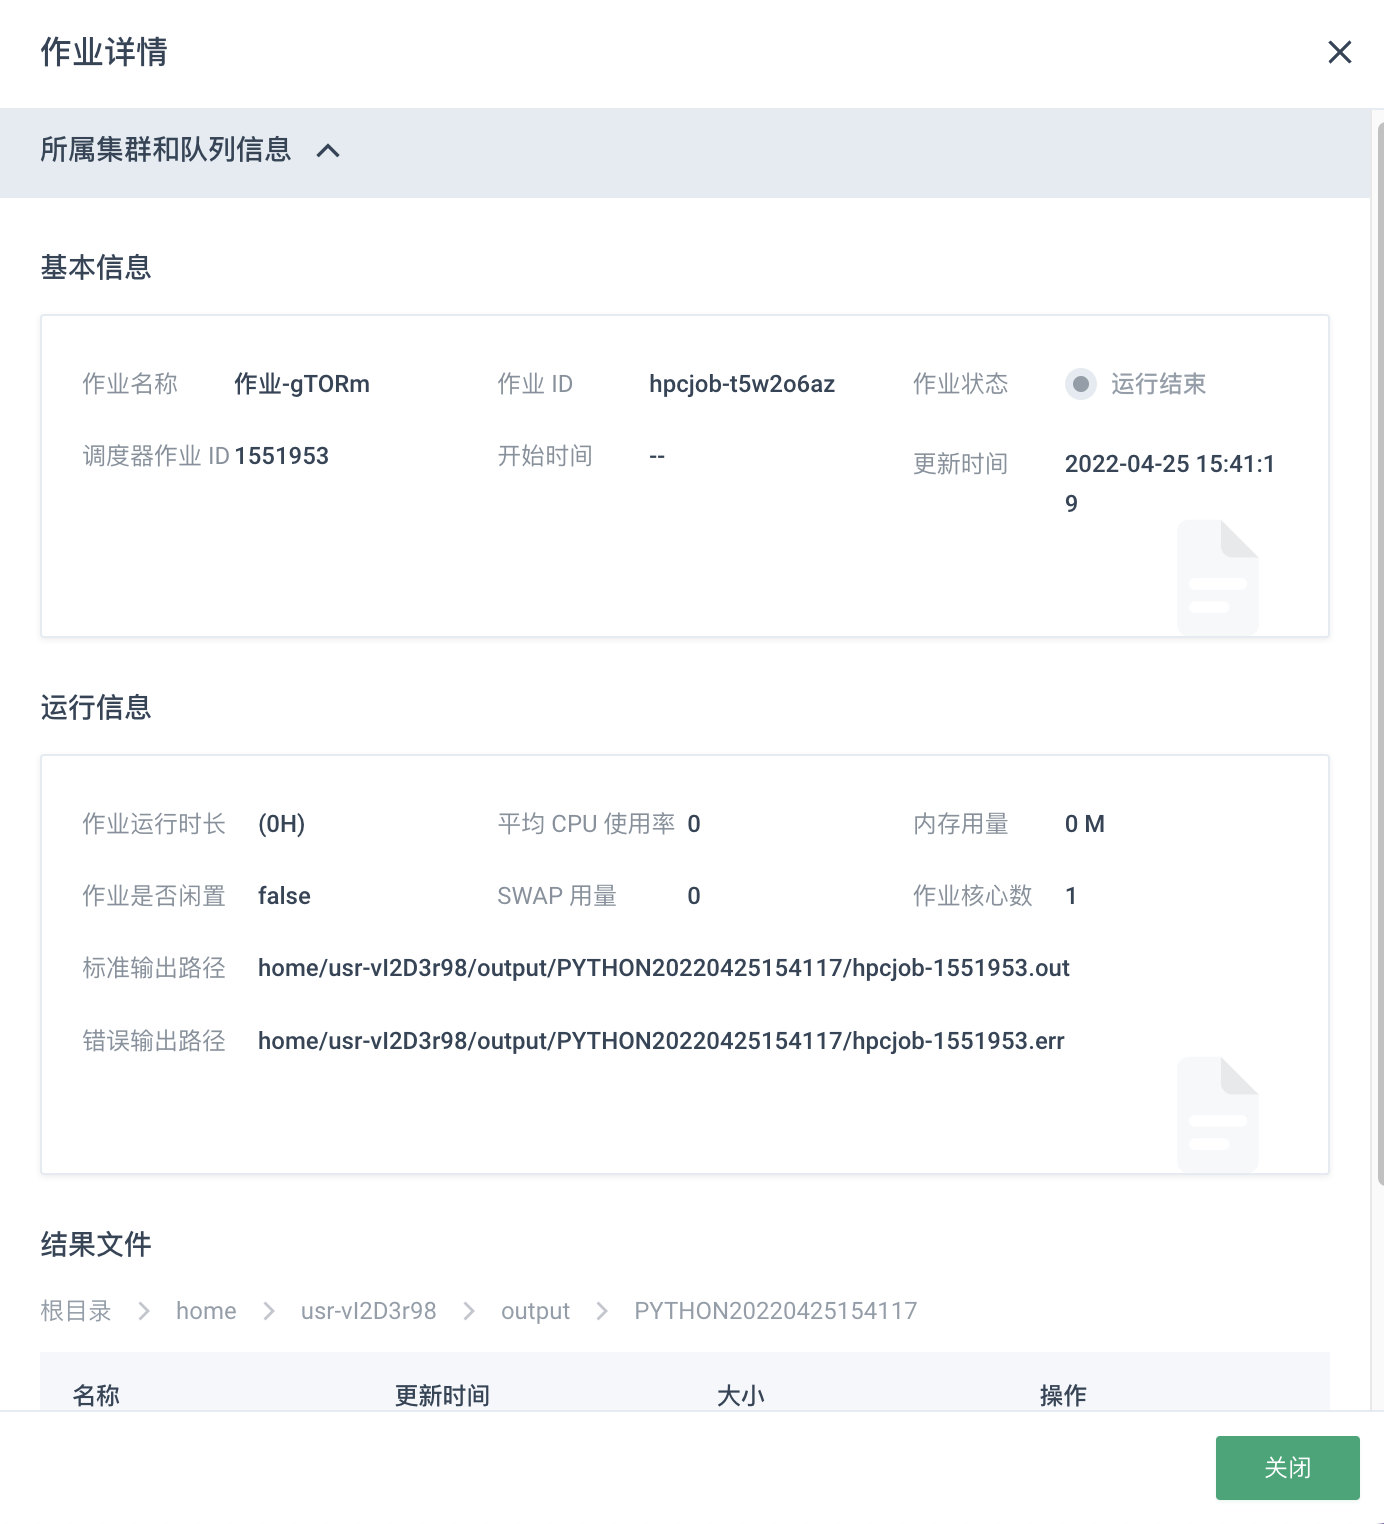 作业详情
所属集群和队列信息
基本信息
作业名称 作业-gTORm 作业 ID hpcjob-t5w2o6az 作业状态 运行结束
调度器作业 ID 1551953 开始时间 -- 更新时间 2022-04-25 15:41:1
9
运行信息
作业运行时长 (0H) 平均 CPU 使用率 0 内存用量 0 M
作业是否闲置 false SWAP 用量 0 作业核心数 1
标准输出路径 home/usr-vI2D3r98/output/PYTHON20220425154117/hpcjob-1551953.out
错误输出路径 home/usr-vI2D3r98/output/PYTHON20220425154117/hpcjob-1551953.err
结果文件
根目录 > home > usr-vI2D3r98 > output > PYTHON20220425154117
名称 更新时间 大小 操作
关闭